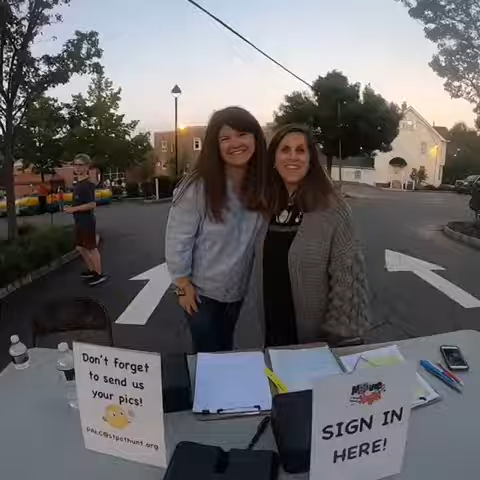 Don't forget
to send us
your pics!
SIGN IN
HERE!